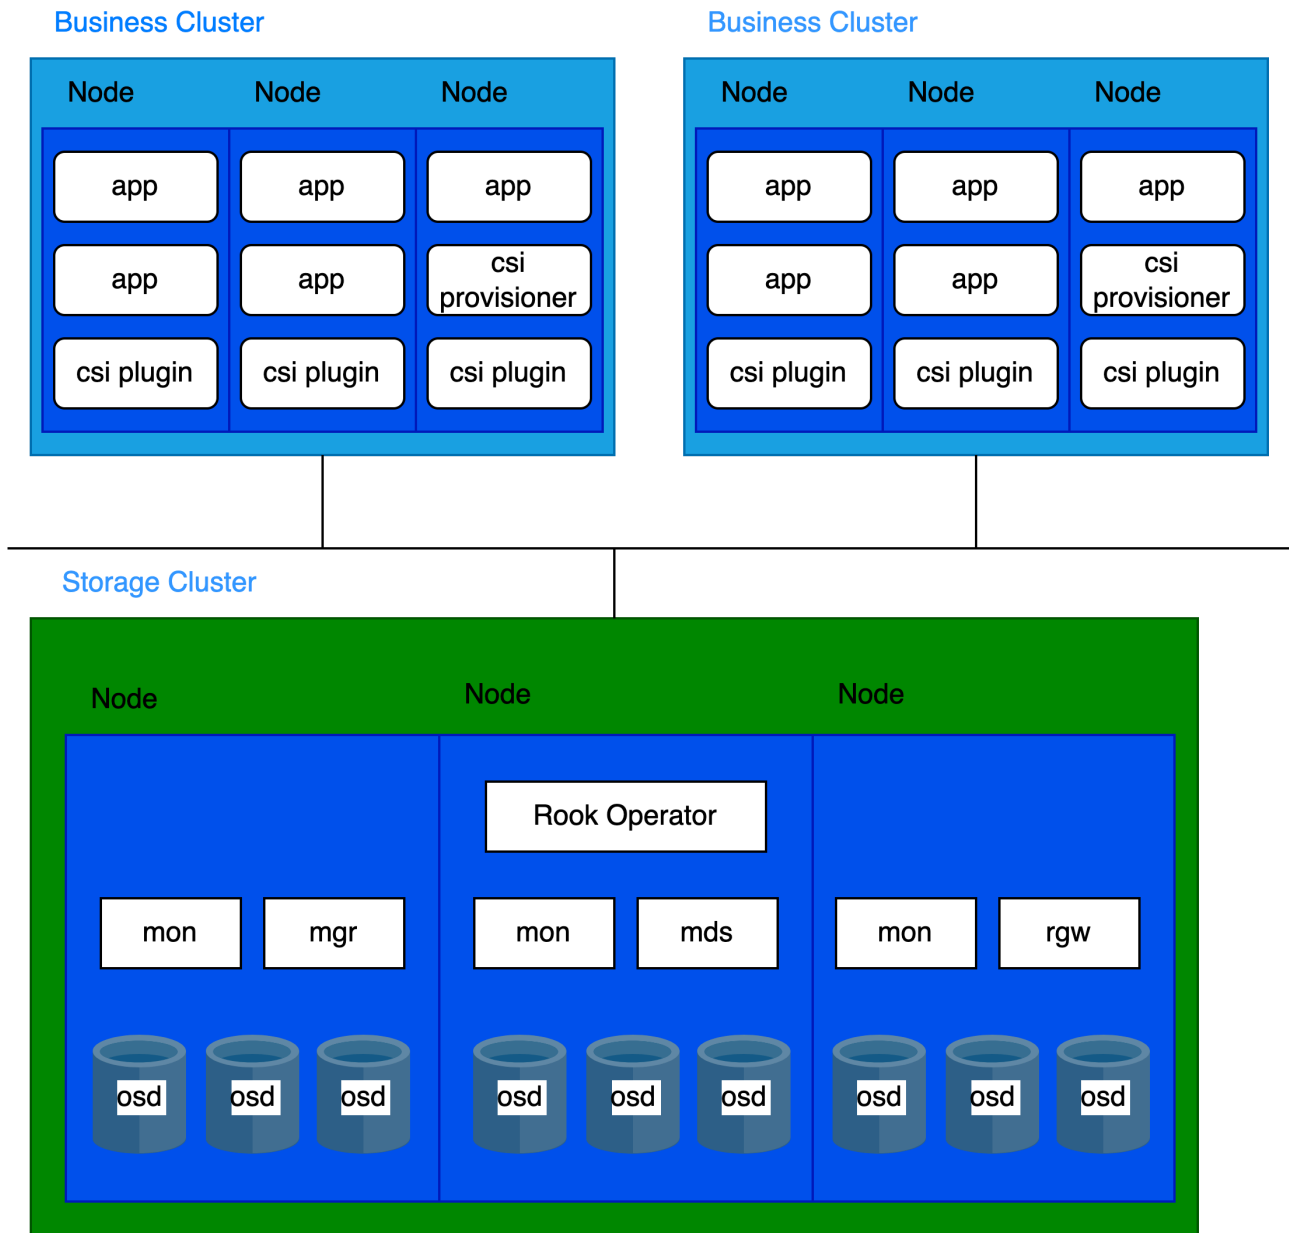 Business Cluster
Business Cluster
Node
Node
Node
Node
Node
Node
app
app
app
app
app
app
app
app
csi
provisioner
app
app
csi
provisioner
csi plugin
csi plugin
csi plugin
csi plugin
csi plugin
csi plugin
Storage Cluster
Node
Node
Node
Rook Operator
mon
mgr
mon
mds
mon
rgw
osd
osd
osd
osd
osd
osd
osd
osd
osd